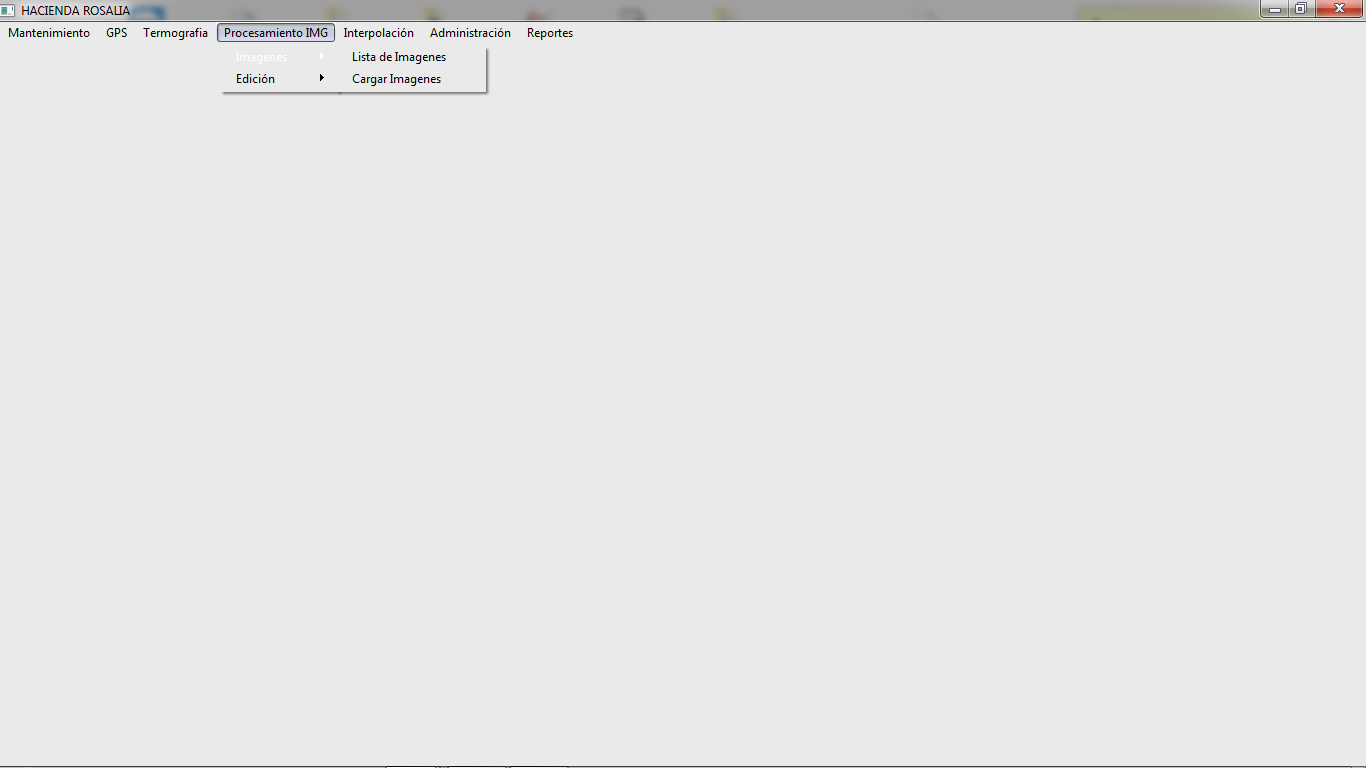 HACIENDA ROSALIA
Mantenimiento GPS Termografia Procesamiento IMG Interpolación Administración Reportes
Imagenes Lista de Imagenes
Edición Cargar Imagenes